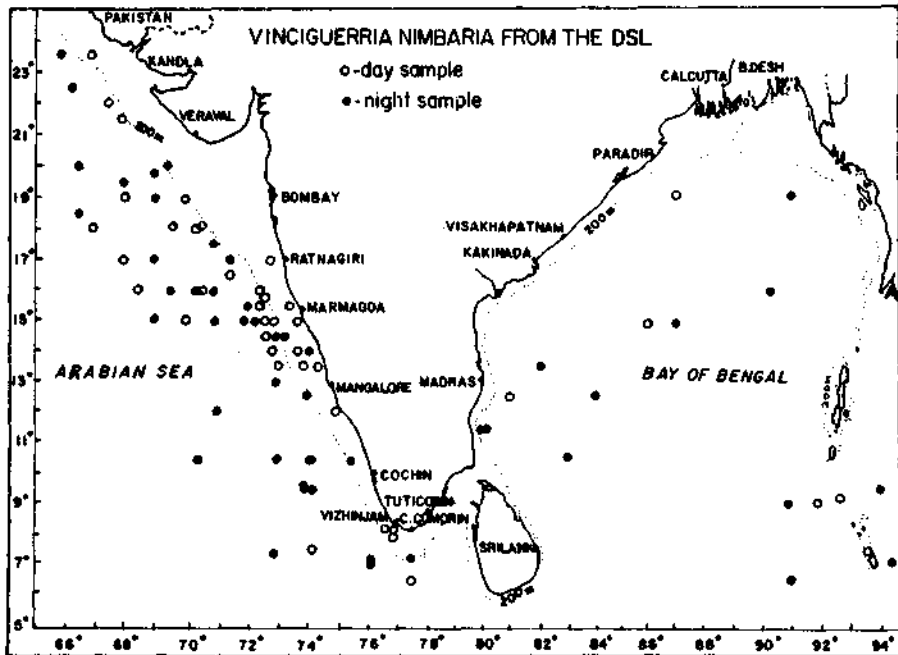 PAKISTAN
VINCIGUERRIA NIMBARIA FROM THE DSL
KANDLA
o-day sample
•-night sample
CALCUTTA B.DESH
VERAVAL
200m
PARADIP
BOMBAY
VISAKHAPATNAM
200m
KAKINADA
RATNAGIRI
MARMAGOA
ARABIAN SEA
MANGALORE
MADRAS
BAY OF BENGAL
200m
COCHIN
TUTICORIN
VIZHINJAM
C.COMORIN
SRILANKA
200m
23°
21°
19°
17°
15°
13°
11°
9°
7°
5°
66° 68° 70° 72° 74° 76° 78° 80° 82° 84° 86° 88° 90° 92° 94°